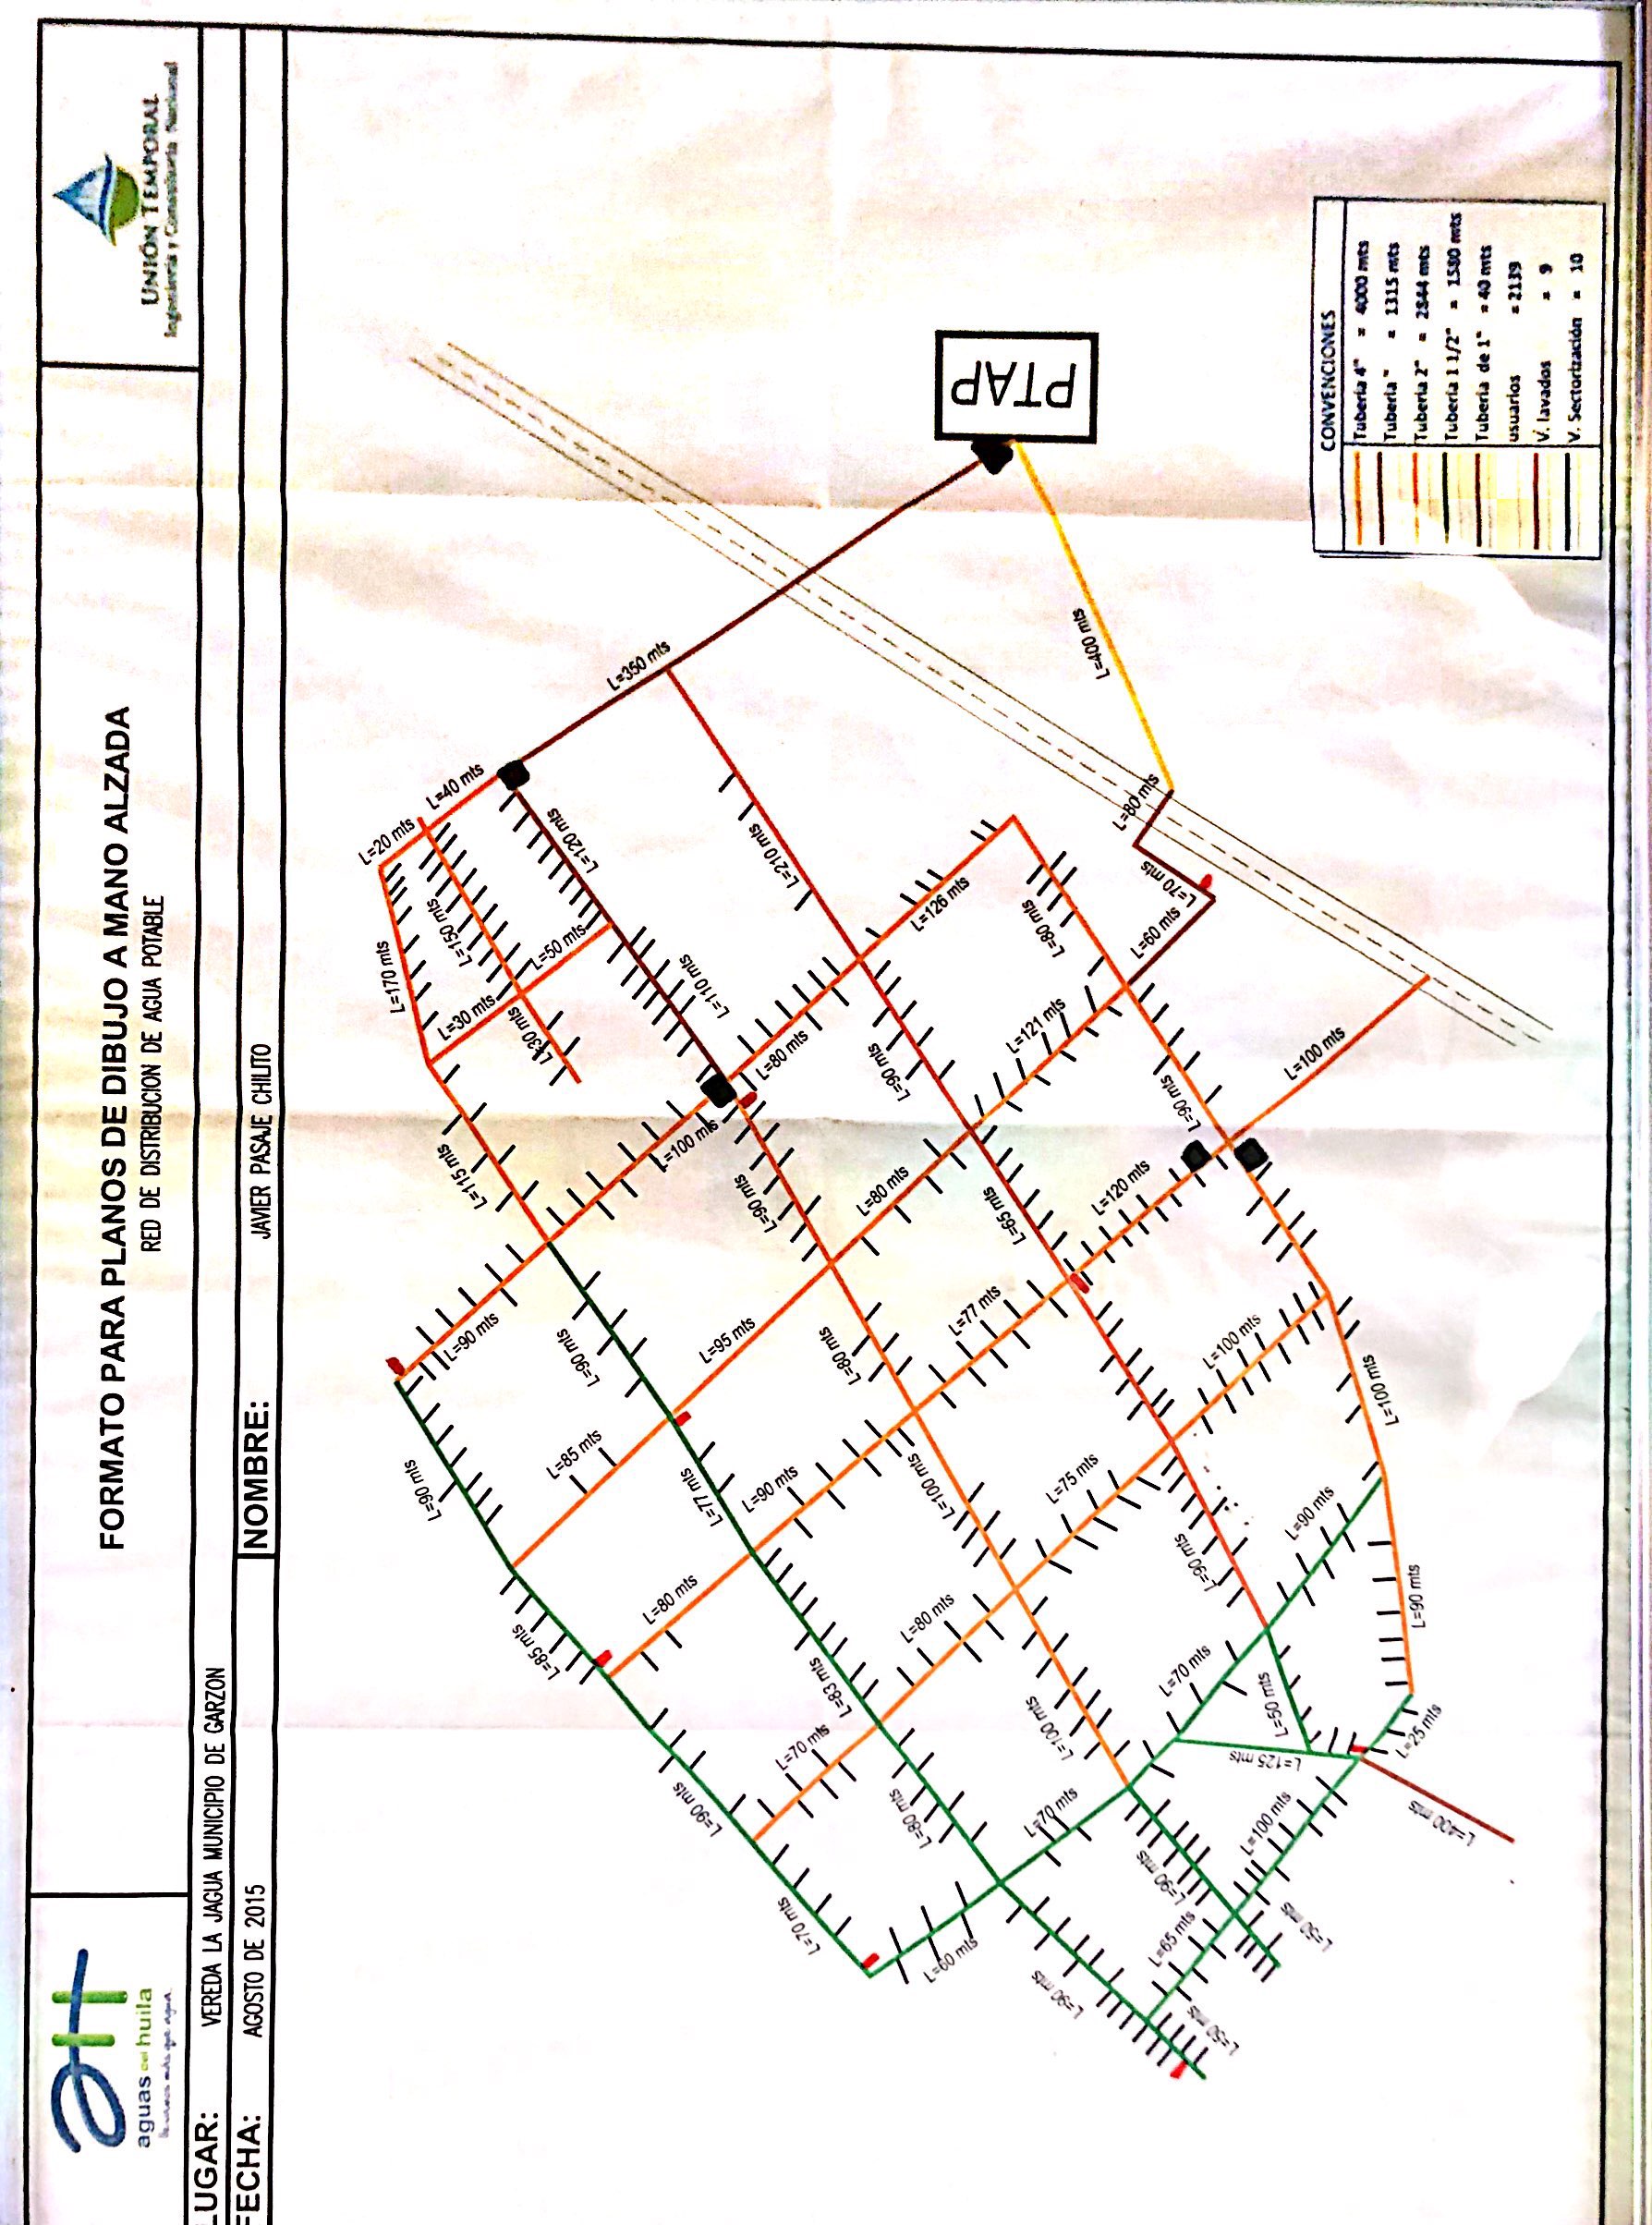 FORMATO PARA PLANOS DE DIBUJO A MANO ALZADA
RED DE DISTRIBUCION DE AGUA POTABLE
aguas del huila
UNIÓN TEMPORAL
Ingeniería y Consultoría Nacional
LUGAR: VEREDA LA JAGUA MUNICIPIO DE GARZON
FECHA: AGOSTO DE 2015
NOMBRE: JAVIER PASAJE CHILITO
PTAP
L=350 mts
L=400 mts
L=40 mts
L=20 mts
L=120 mts
L=150 mts
L=170 mts
L=50 mts
L=30 mts
L=30 mts
L=110 mts
L=210 mts
L=126 mts
L=80 mts
L=80 mts
L=70 mts
L=60 mts
L=80 mts
L=121 mts
L=90 mts
L=90 mts
L=100 mts
L=100 mts
L=115 mts
L=90 mts
L=80 mts
L=65 mts
L=120 mts
L=90 mts
L=90 mts
L=95 mts
L=80 mts
L=77 mts
L=100 mts
L=100 mts
L=90 mts
L=85 mts
L=77 mts
L=90 mts
L=100 mts
L=75 mts
L=90 mts
L=90 mts
L=90 mts
L=85 mts
L=80 mts
L=83 mts
L=80 mts
L=100 mts
L=70 mts
L=50 mts
L=125 mts
L=25 mts
L=400 mts
L=90 mts
L=70 mts
L=80 mts
L=70 mts
L=90 mts
L=100 mts
L=50 mts
L=70 mts
L=60 mts
L=90 mts
L=65 mts
L=50 mts
CONVENCIONES
Tubería 4" = 4000 mts
Tubería " = 1315 mts
Tubería 2" = 2844 mts
Tubería 1 1/2" = 1580 mts
Tubería de 1" = 40 mts
usuarios = 2139
V. lavados = 9
V. Sectorización = 10